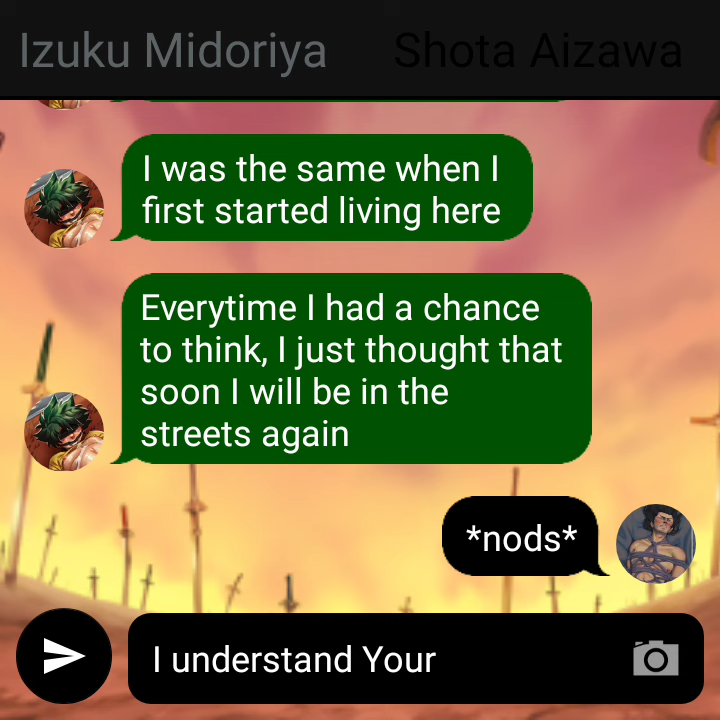 Izuku Midoriya Shota Aizawa
I was the same when I
first started living here
Everytime I had a chance
to think, I just thought that
soon I will be in the
streets again
*nods*
I understand Your